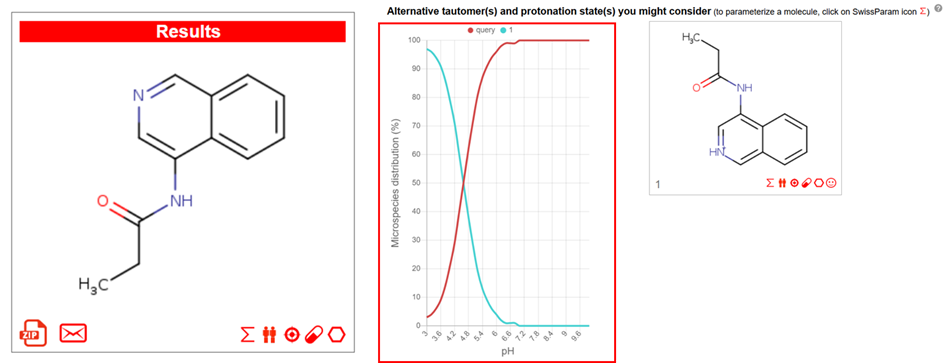 Alternative tautomer(s) and protonation state(s) you might consider (to parameterize a molecule, click on SwissParam icon Σ) ?
Results
N
NH
O
H₃C
ZIP
Σ
query 1
Microspecies distribution (%)
100
90
80
70
60
50
40
30
20
10
0
3 3.6 4.2 4.8 5.4 6 6.6 7.2 7.8 8.4 9 9.6
pH
H₃C
O
NH
HN⁺
1
Σ